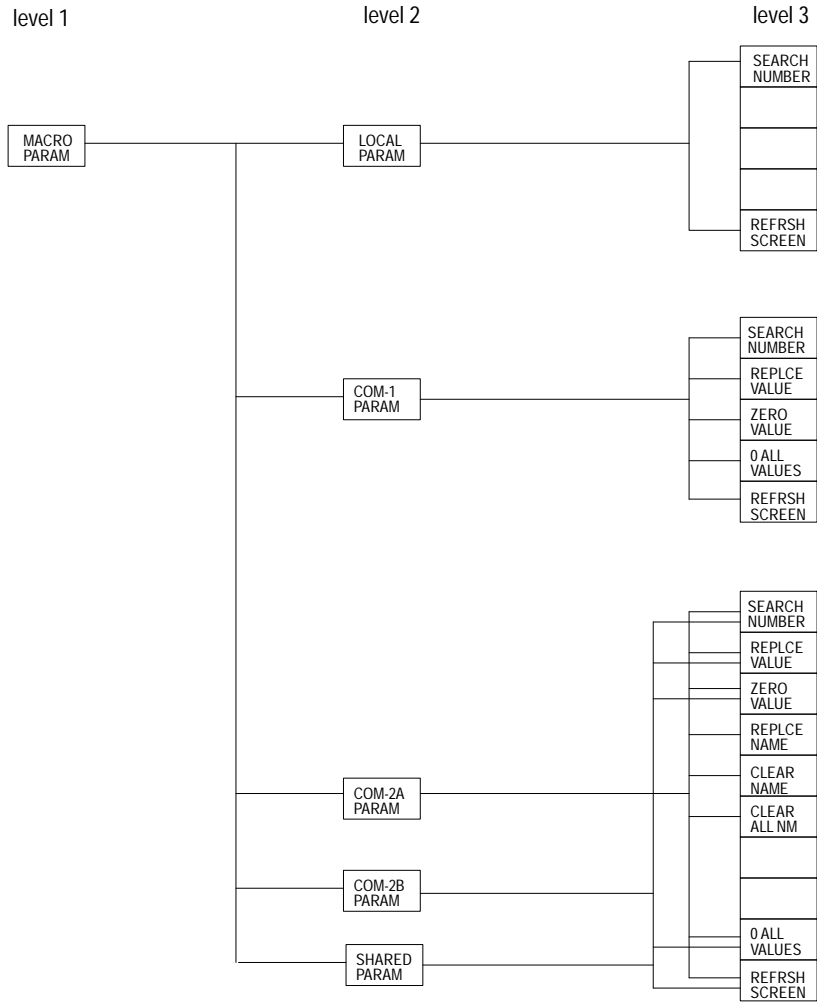 level 1
level 2
level 3
MACRO
PARAM
LOCAL
PARAM
SEARCH
NUMBER
REFRSH
SCREEN
COM-1
PARAM
SEARCH
NUMBER
REPLCE
VALUE
ZERO
VALUE
0 ALL
VALUES
REFRSH
SCREEN
COM-2A
PARAM
COM-2B
PARAM
SHARED
PARAM
SEARCH
NUMBER
REPLCE
VALUE
ZERO
VALUE
REPLCE
NAME
CLEAR
NAME
CLEAR
ALL NM
0 ALL
VALUES
REFRSH
SCREEN